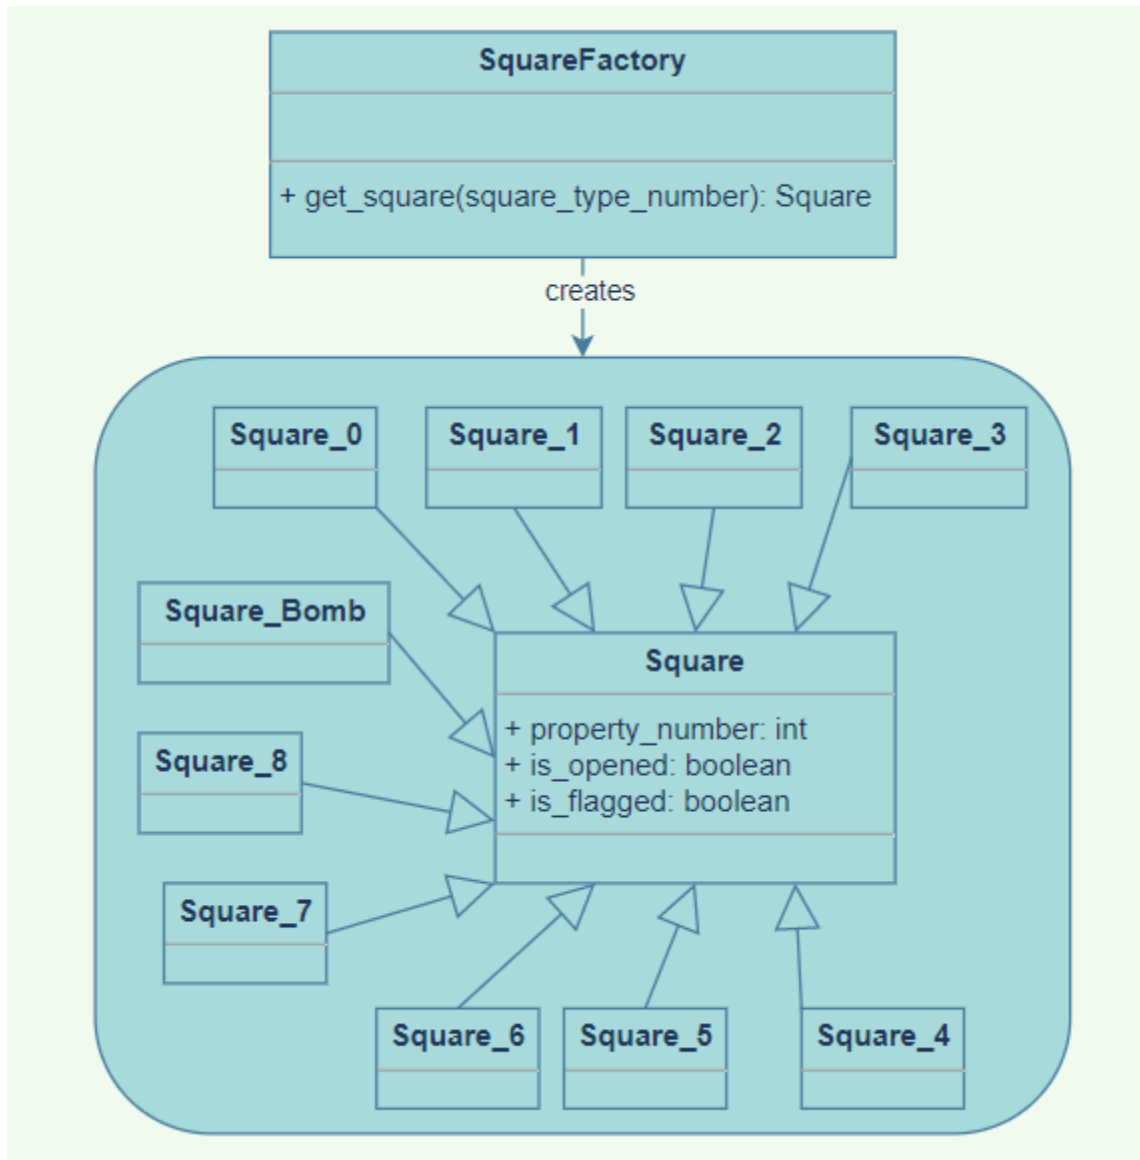 SquareFactory
+ get_square(square_type_number): Square
creates
Square_0
Square_1
Square_2
Square_3
Square_Bomb
Square
+ property_number: int
+ is_opened: boolean
+ is_flagged: boolean
Square_8
Square_7
Square_6
Square_5
Square_4